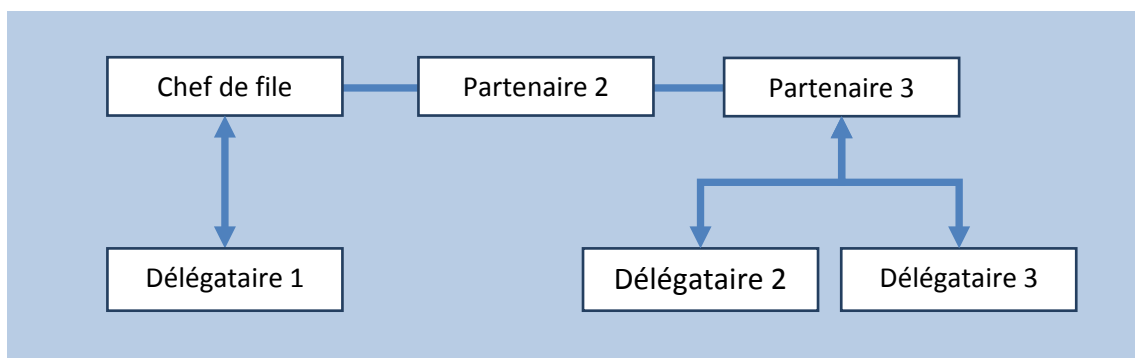 Chef de file
Partenaire 2
Partenaire 3
Délégataire 1
Délégataire 2
Délégataire 3